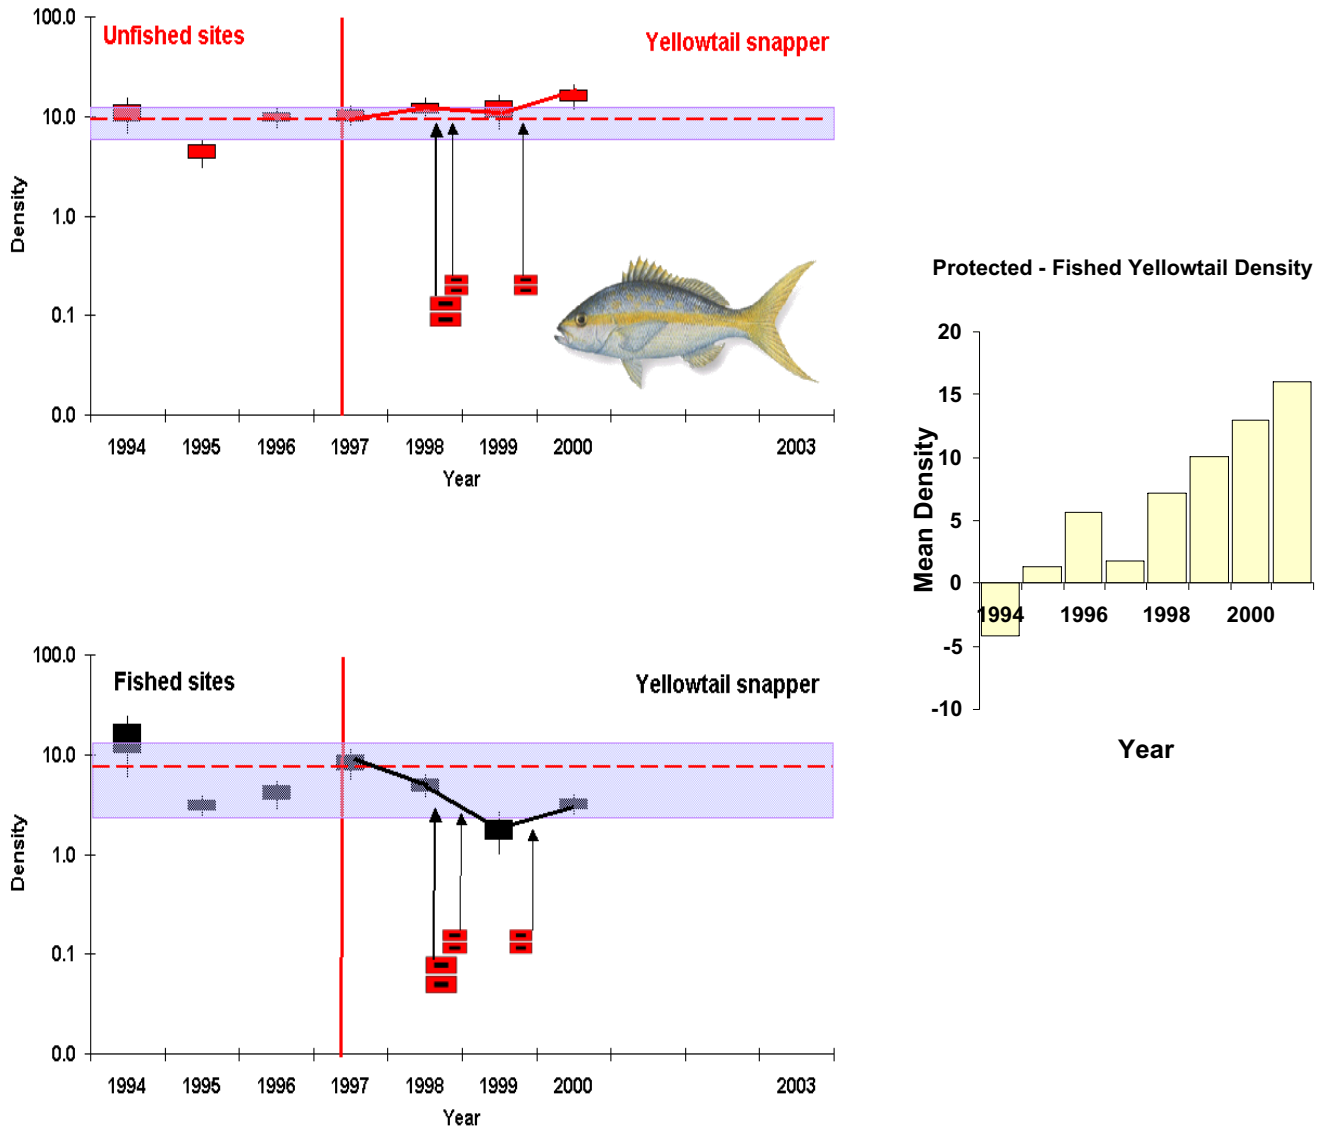 Unfished sites
Yellowtail snapper
100.0
10.0
1.0
0.1
0.0
Density
1994 1995 1996 1997 1998 1999 2000 2003
Year
Fished sites
Yellowtail snapper
100.0
10.0
1.0
0.1
0.0
Density
1994 1995 1996 1997 1998 1999 2000 2003
Year
Protected - Fished Yellowtail Density
20
15
10
5
0
-5
-10
Mean Density
1994 1996 1998 2000
Year